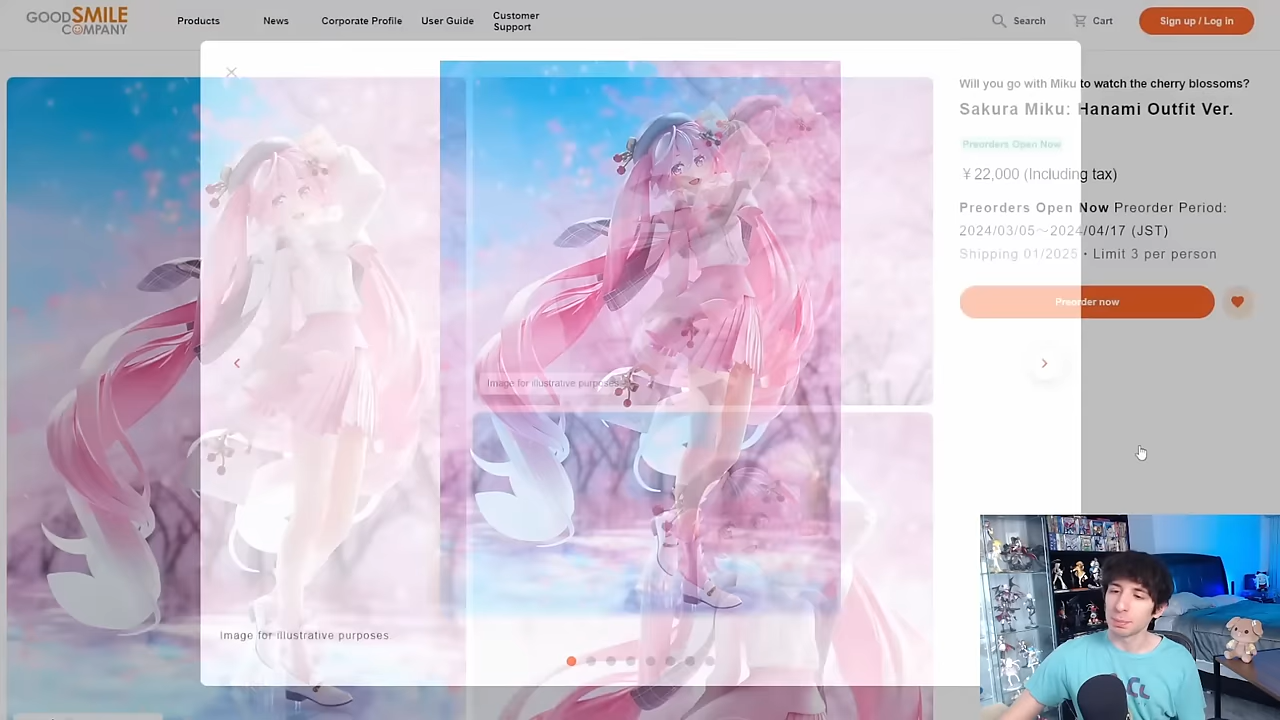 GOODSMILE
COMPANY
Products
News
Corporate Profile
User Guide
Customer
Support
Search
Cart
Sign up / Log in
Will you go with Miku to watch the cherry blossoms?
Sakura Miku: Hanami Outfit Ver.
Preorders Open Now
¥22,000 (Including tax)
Preorders Open Now Preorder Period:
2024/03/05～2024/04/17 (JST)
Shipping 01/2025・Limit 3 per person
Preorder now
Image for illustrative purposes
Image for illustrative purposes